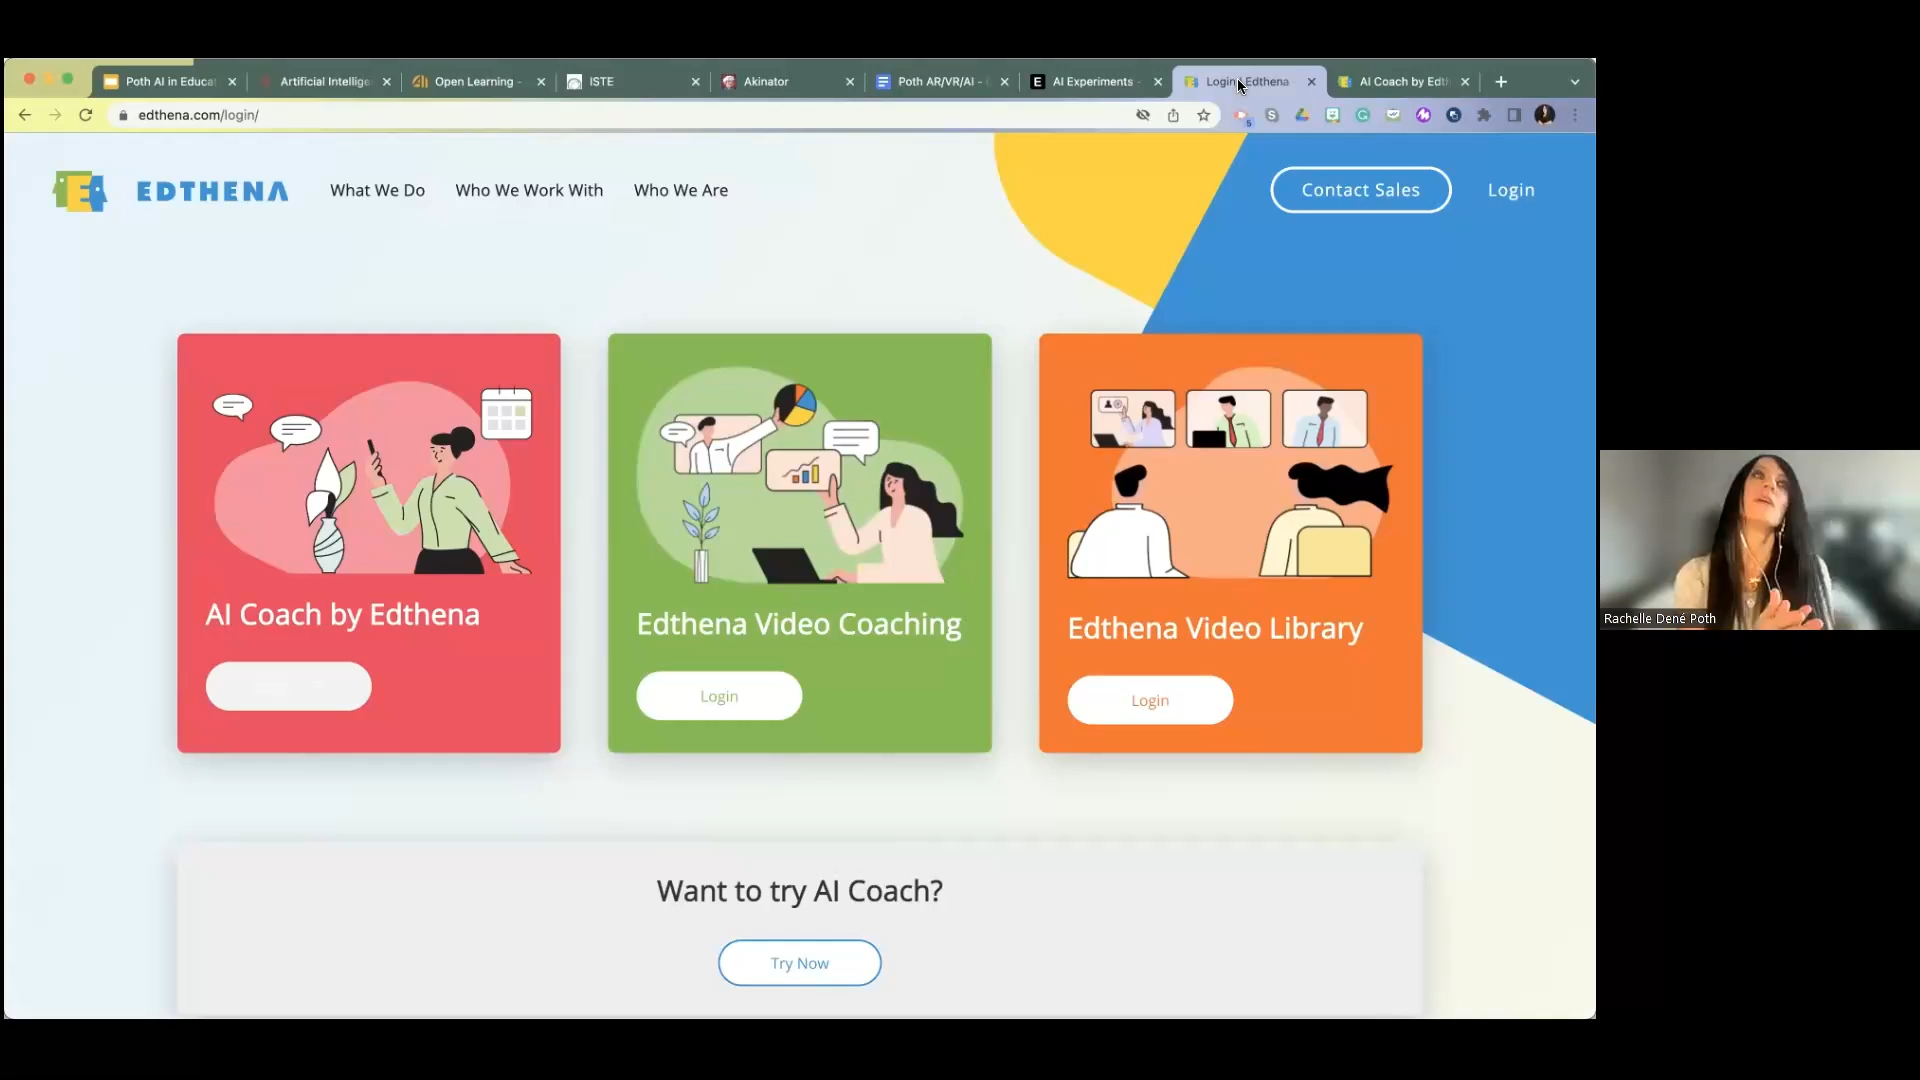 Poth AI in Educa
Artificial Intellige
Open Learning -
ISTE
Akinator
Poth AR/VR/AI -
AI Experiments -
Login | Edthena
AI Coach by Edth
edthena.com/login/
EDTHENA
What We Do
Who We Work With
Who We Are
Contact Sales
Login
AI Coach by Edthena
Edthena Video Coaching
Login
Edthena Video Library
Login
Want to try AI Coach?
Try Now
Rachelle Dené Poth